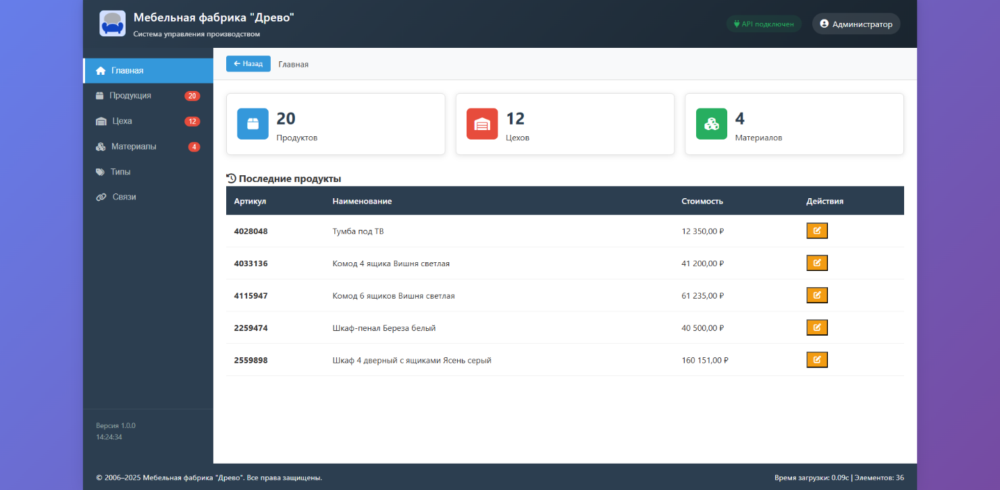 Мебельная фабрика "Древо"
Система управления производством
API подключен
Администратор
Главная
Продукция 20
Цеха 12
Материалы 4
Типы
Связи
Версия 1.0.0
14:24:34
Назад Главная
20
Продуктов
12
Цехов
4
Материалов
Последние продукты
Артикул Наименование Стоимость Действия
4028048 Тумба под ТВ 12 350,00 ₽
4033136 Комод 4 ящика Вишня светлая 41 200,00 ₽
4115947 Комод 6 ящиков Вишня светлая 61 235,00 ₽
2259474 Шкаф-пенал Береза белый 40 500,00 ₽
2559898 Шкаф 4 дверный с ящиками Ясень серый 160 151,00 ₽
© 2006–2025 Мебельная фабрика "Древо". Все права защищены.
Время загрузки: 0.09с | Элементов: 36